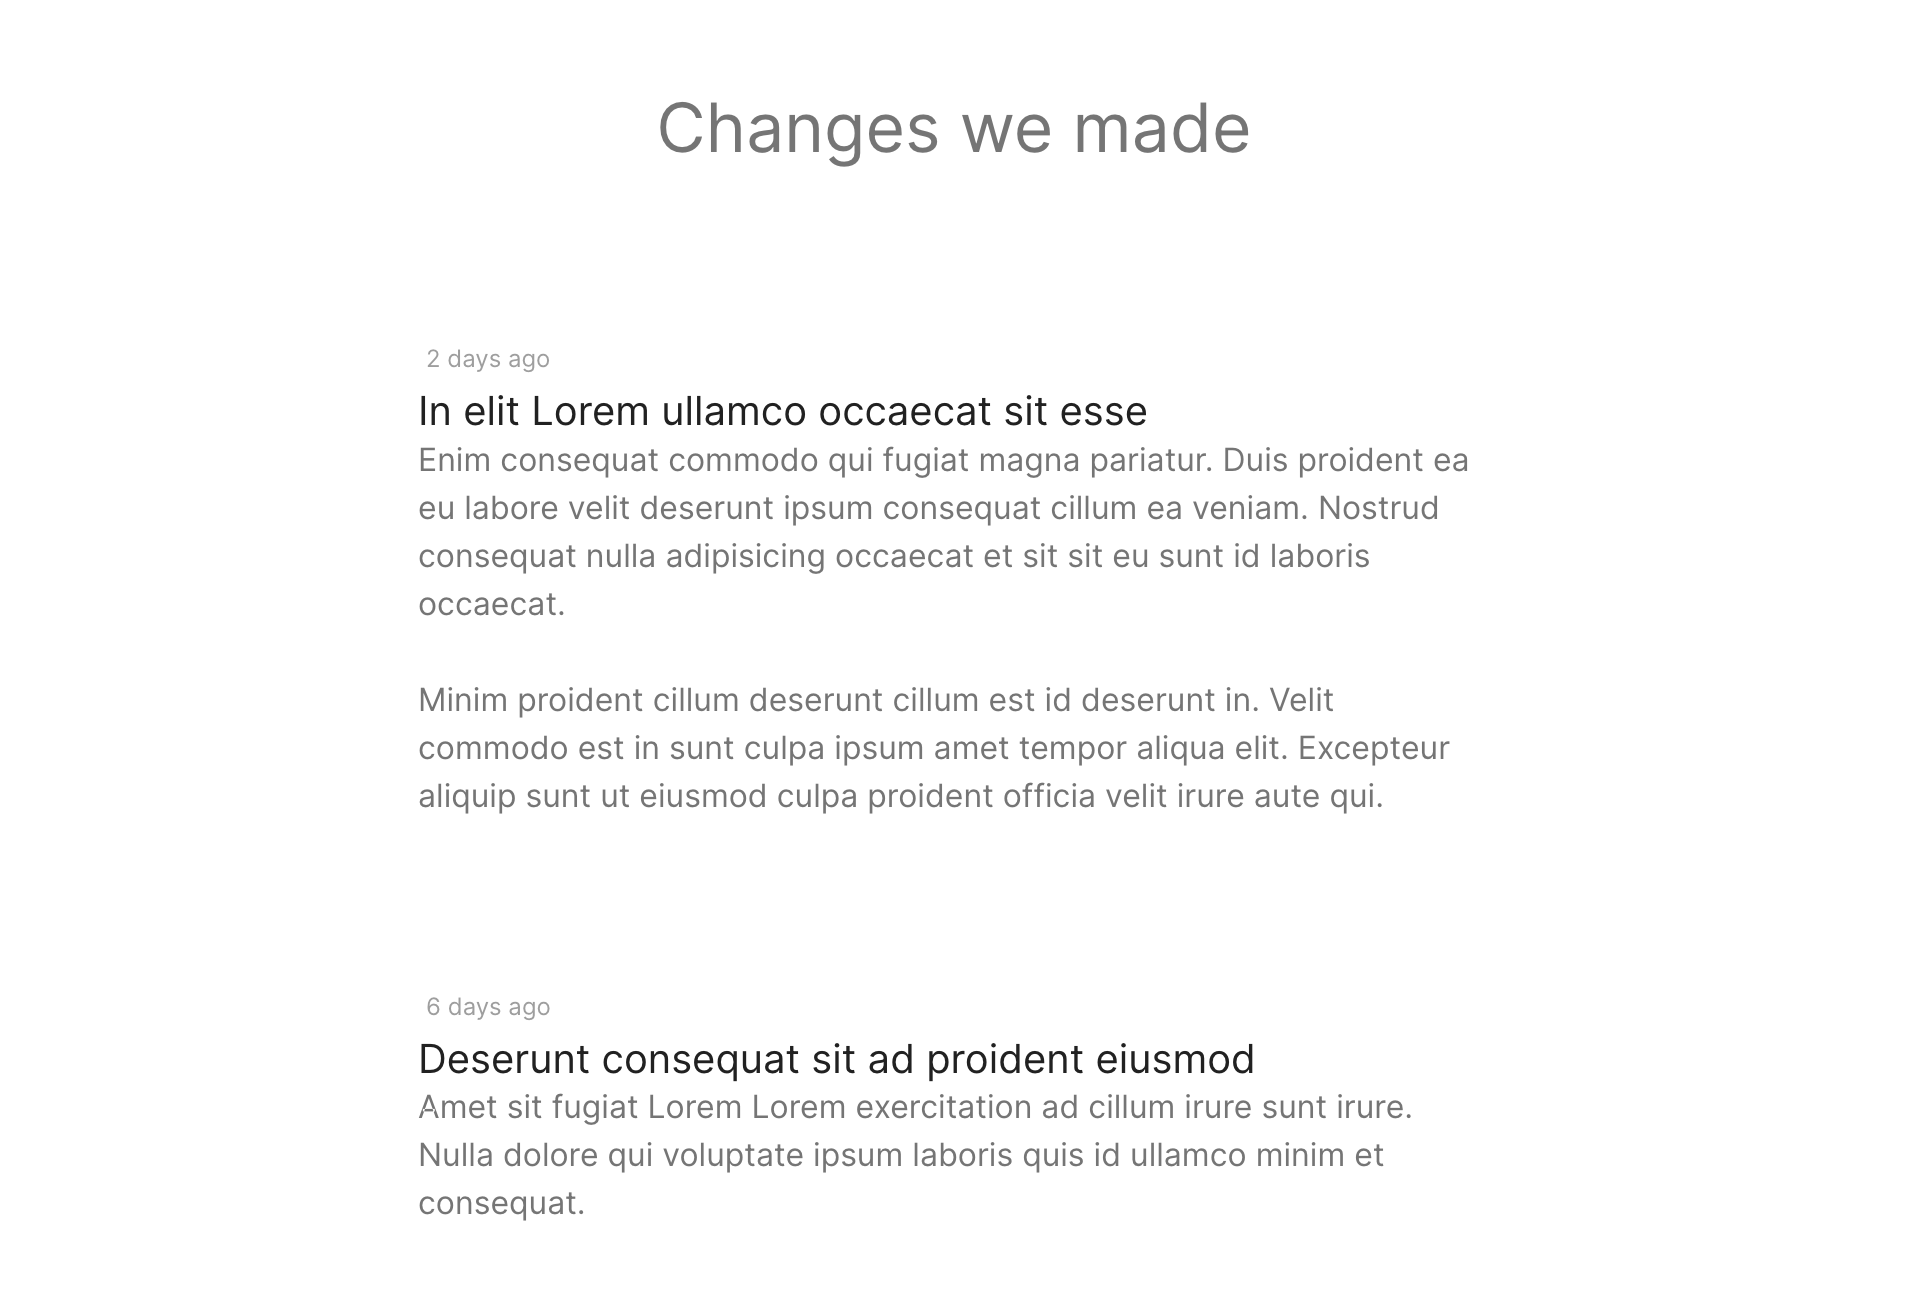 Changes we made
2 days ago
In elit Lorem ullamco occaecat sit esse
Enim consequat commodo qui fugiat magna pariatur. Duis proident ea
eu labore velit deserunt ipsum consequat cillum ea veniam. Nostrud
consequat nulla adipisicing occaecat et sit sit eu sunt id laboris
occaecat.
Minim proident cillum deserunt cillum est id deserunt in. Velit
commodo est in sunt culpa ipsum amet tempor aliqua elit. Excepteur
aliquip sunt ut eiusmod culpa proident officia velit irure aute qui.
6 days ago
Deserunt consequat sit ad proident eiusmod
Amet sit fugiat Lorem Lorem exercitation ad cillum irure sunt irure.
Nulla dolore qui voluptate ipsum laboris quis id ullamco minim et
consequat.